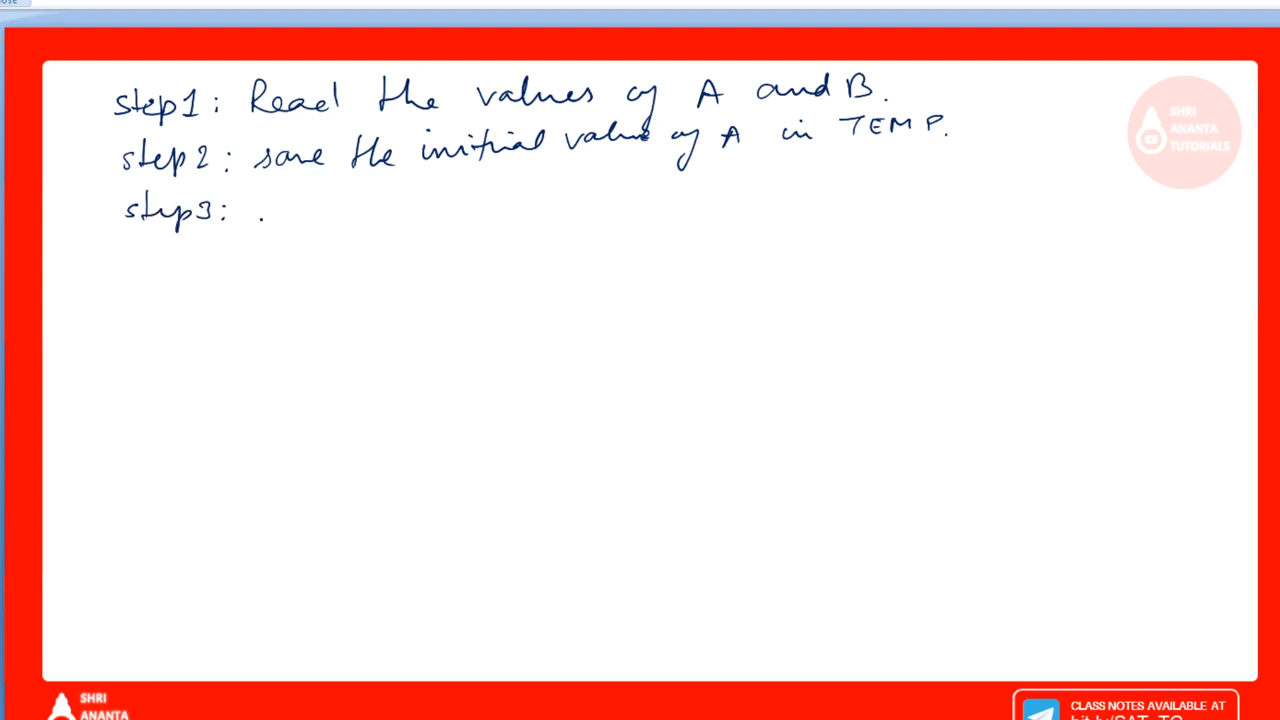 step1: Read the values of A and B.
step2: save the initial value of A in TEMP.
step3: .
SHRI
ANANTA
TUTORIALS
SHRI
ANANTA
CLASS NOTES AVAILABLE AT